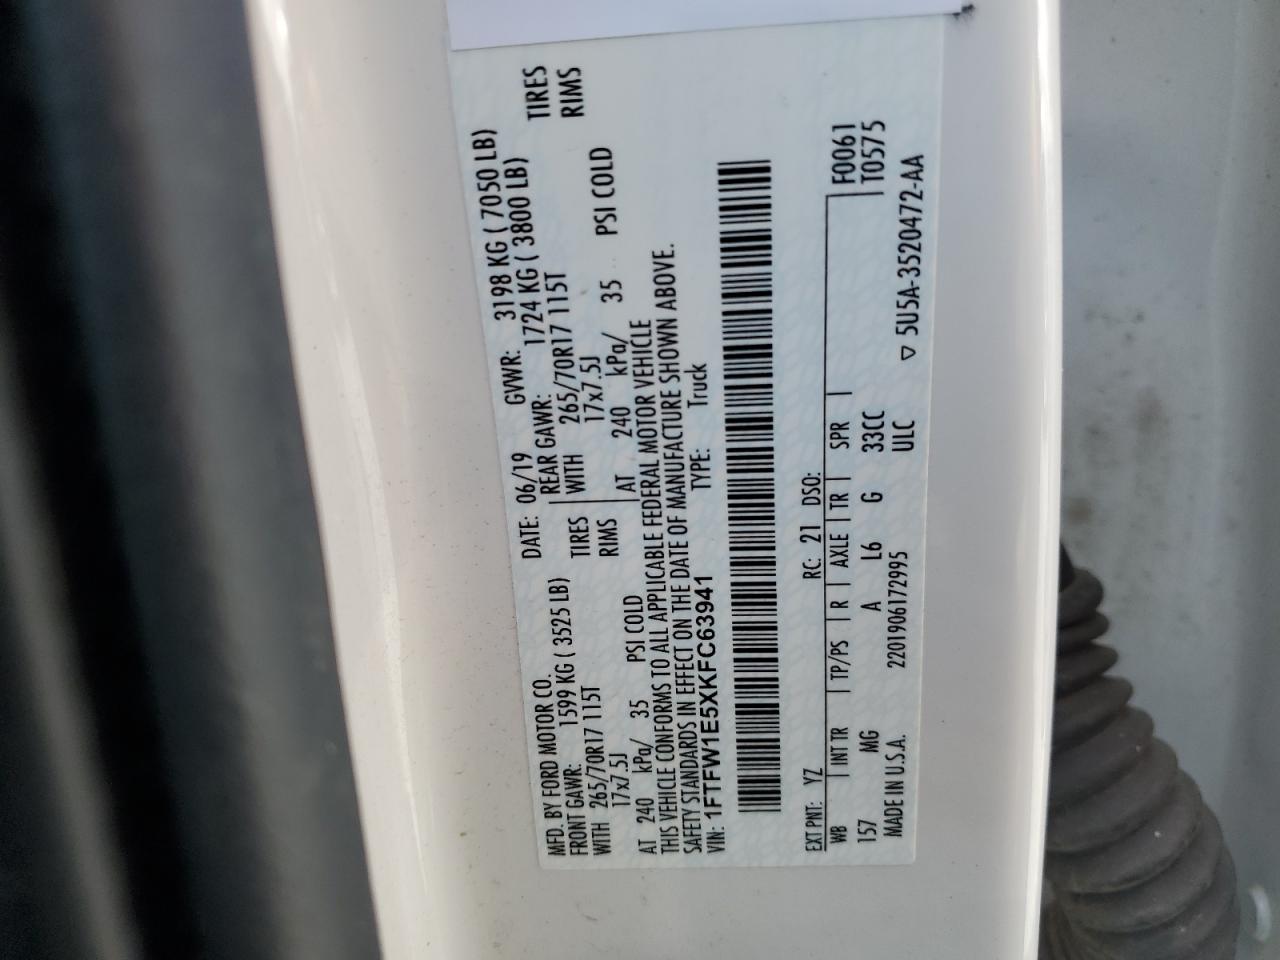 MFD. BY FORD MOTOR CO. DATE: 06/19 GVWR: 3198 KG ( 7050 LB)
FRONT GAWR: 1599 KG ( 3525 LB) REAR GAWR: 1724 KG ( 3800 LB)
WITH 265/70R17 115T TIRES WITH 265/70R17 115T TIRES
17x7.5J RIMS 17x7.5J RIMS
AT 240 kPa/ 35 PSI COLD AT 240 kPa/ 35 PSI COLD
THIS VEHICLE CONFORMS TO ALL APPLICABLE FEDERAL MOTOR VEHICLE
SAFETY STANDARDS IN EFFECT ON THE DATE OF MANUFACTURE SHOWN ABOVE.
VIN: 1FTFW1E5XKFC63941 TYPE: Truck
EXT PNT: YZ RC: 21 DSO: F0061
WB INT TR TP/PS R AXLE TR SPR T0575
157 MG A L6 G 33CC
MADE IN U.S.A. 2201906172995 ULC ▽ 5U5A-3520472-AA